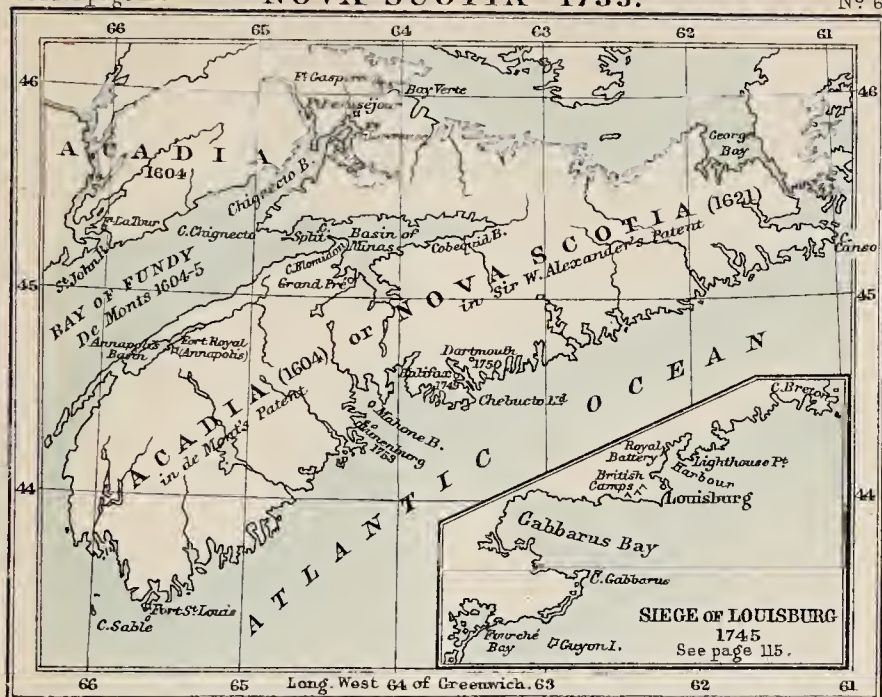 NOVA SCOTIA 1755.
Nº 6
66 65 64 63 62 61
46
46
Ft Gaspereau
Bay Verte
Beauséjour
George Bay
ACADIA
1604
Chignecto B.
La Tour
C. Chignecto
C. Split
Basin of Minas
Cobequid B.
C. Canso
St John R.
BAY OF FUNDY
De Monts 1604-5
C. Blomidon
Grand Pré
ACADIA (1604) or NOVA SCOTIA (1621)
in de Mont's Patent
in Sir W. Alexander's Patent
45
45
Annapolis Basin
Port Royal
(Annapolis)
Dartmouth
1750
Halifax
1749
Chebucto Hd
Mahone B.
Lunenburg
1753
ATLANTIC OCEAN
44
44
Fort St Louis
C. Sable
C. Breton
Royal Battery
Lighthouse Pt
Harbour
British Camps
Louisburg
Gabbarus Bay
C. Gabbarus
Fourché Bay
Guyon I.
SIEGE OF LOUISBURG
1745
See page 115.
66 65 Long. West 64 of Greenwich. 63 62 61